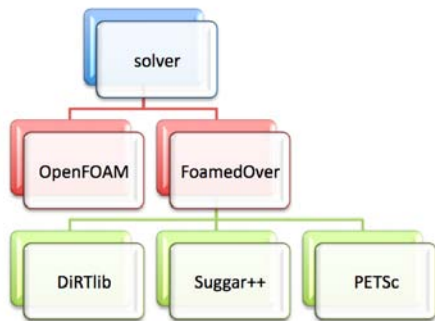 solver
OpenFOAM
FoamedOver
DiRTlib
Suggar++
PETSc